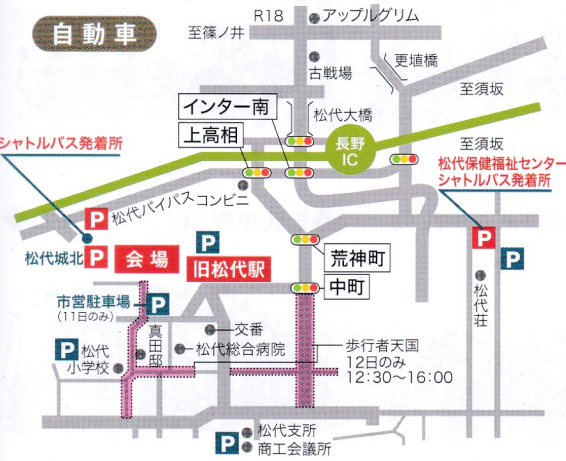 自動車
R18
アップルグリム
至篠ノ井
古戦場
更埴橋
至須坂
インター南
松代大橋
上高相
長野
IC
至須坂
シャトルバス発着所
松代保健福祉センター
シャトルバス発着所
P
松代バイパス
コンビニ
P
松代城北
P
会場
P
旧松代駅
荒神町
中町
市営駐車場
(11日のみ)
P
真田邸
交番
松代総合病院
松代荘
P
松代
小学校
歩行者天国
12日のみ
12:30～16:00
P
松代支所
商工会議所